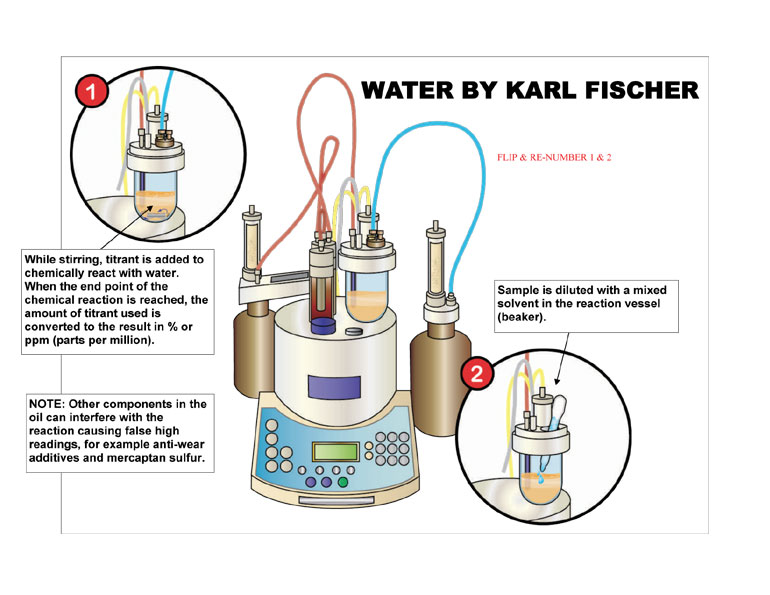 1
WATER BY KARL FISCHER
FLIP & RE-NUMBER 1 & 2
While stirring, titrant is added to
chemically react with water.
When the end point of the
chemical reaction is reached, the
amount of titrant used is
converted to the result in % or
ppm (parts per million).
Sample is diluted with a mixed
solvent in the reaction vessel
(beaker).
2
NOTE: Other components in the
oil can interfere with the
reaction causing false high
readings, for example anti-wear
additives and mercaptan sulfur.